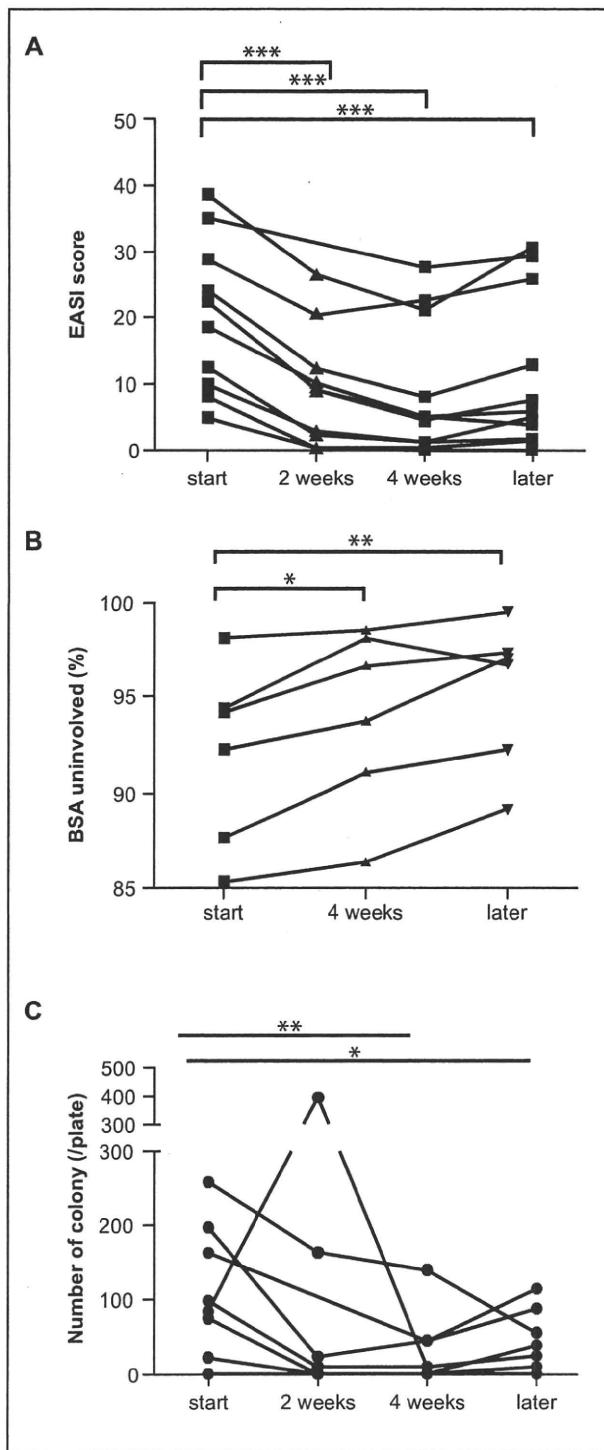 A
***
***
***
50
40
30
20
10
0
EASI score
start 2 weeks 4 weeks later
B
**
*
100
95
90
85
BSA uninvolved (%)
start 4 weeks later
C
**
*
500
400
300
300
200
100
0
Number of colony (/plate)
start 2 weeks 4 weeks later